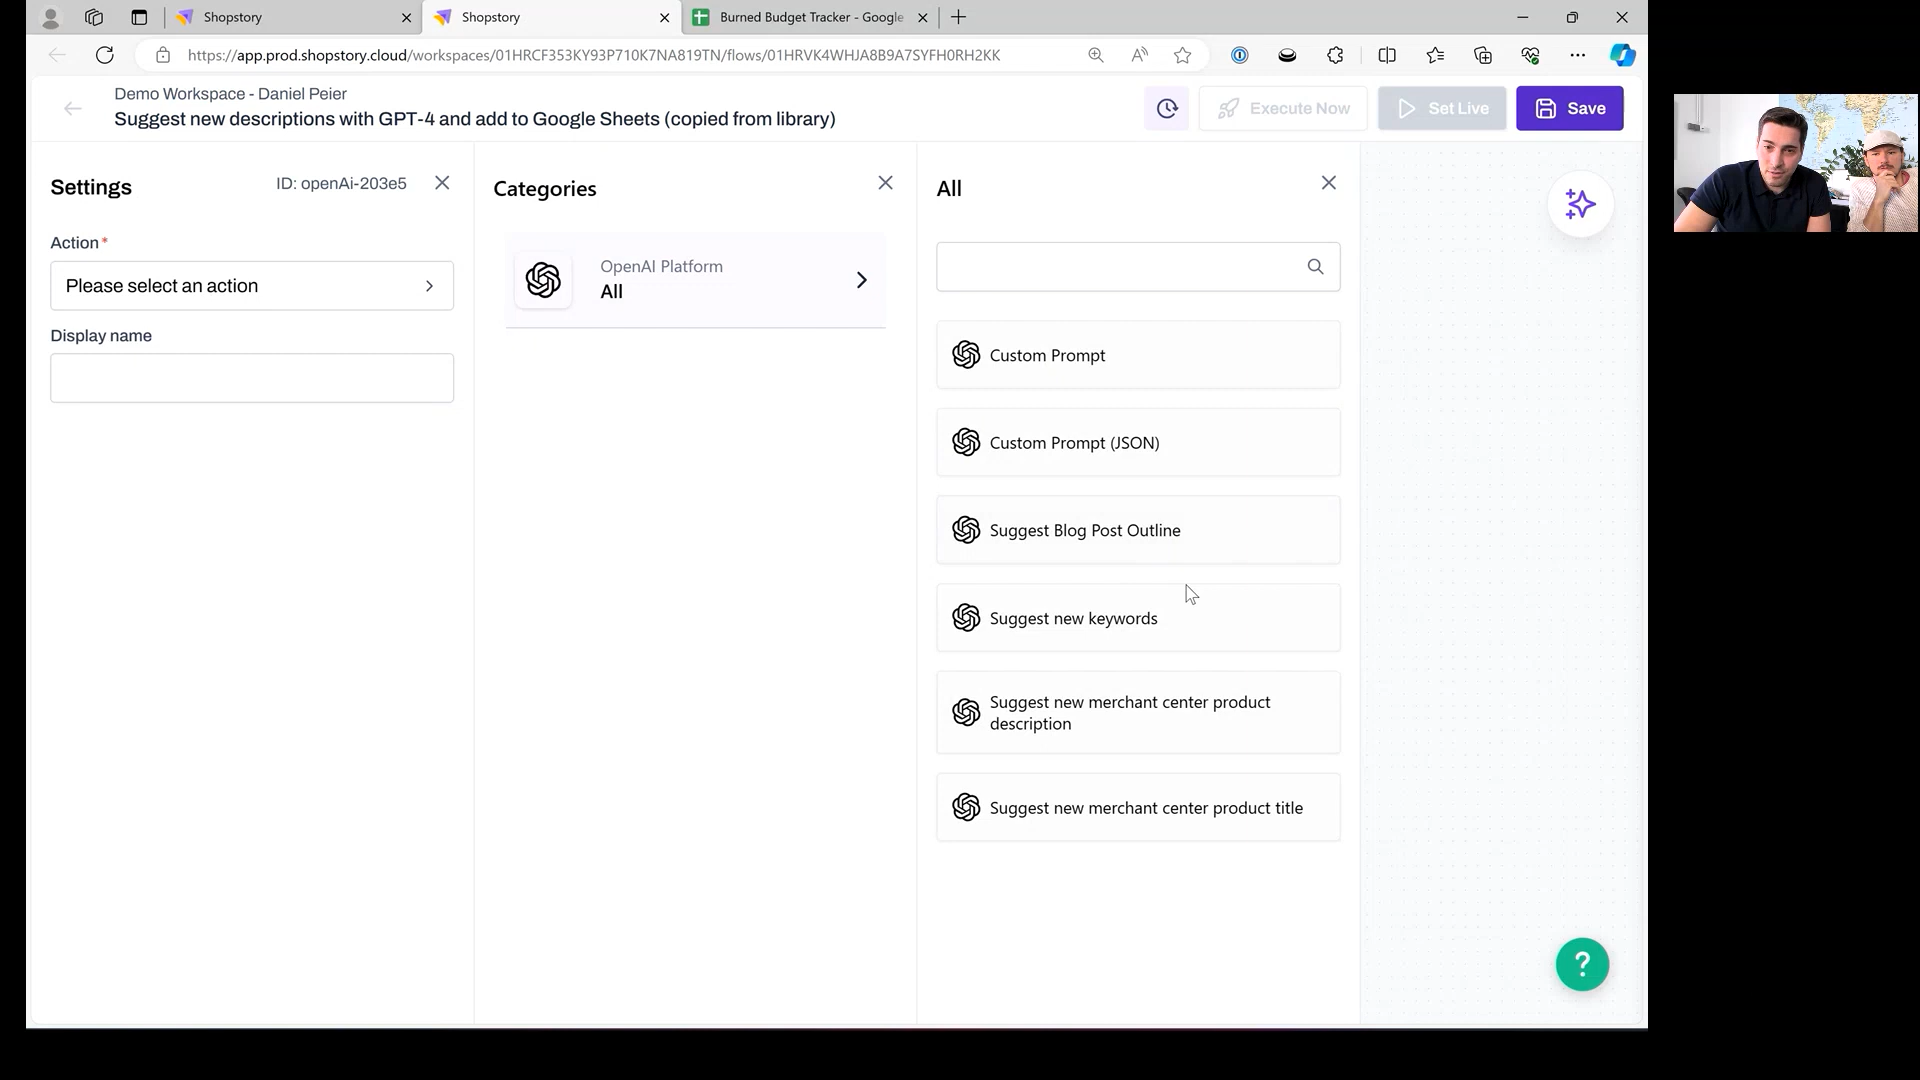 Shopstory
Shopstory
Burned Budget Tracker - Google
https://app.prod.shopstory.cloud/workspaces/01HRCF353KY93P710K7NA819TN/flows/01HRVK4WHJA8B9A7SYFH0RH2KK
Demo Workspace - Daniel Peier
Suggest new descriptions with GPT-4 and add to Google Sheets (copied from library)
Execute Now
Set Live
Save
Settings
ID: openAi-203e5
Action*
Please select an action
Display name
Categories
OpenAI Platform
All
All
Custom Prompt
Custom Prompt (JSON)
Suggest Blog Post Outline
Suggest new keywords
Suggest new merchant center product
description
Suggest new merchant center product title
?